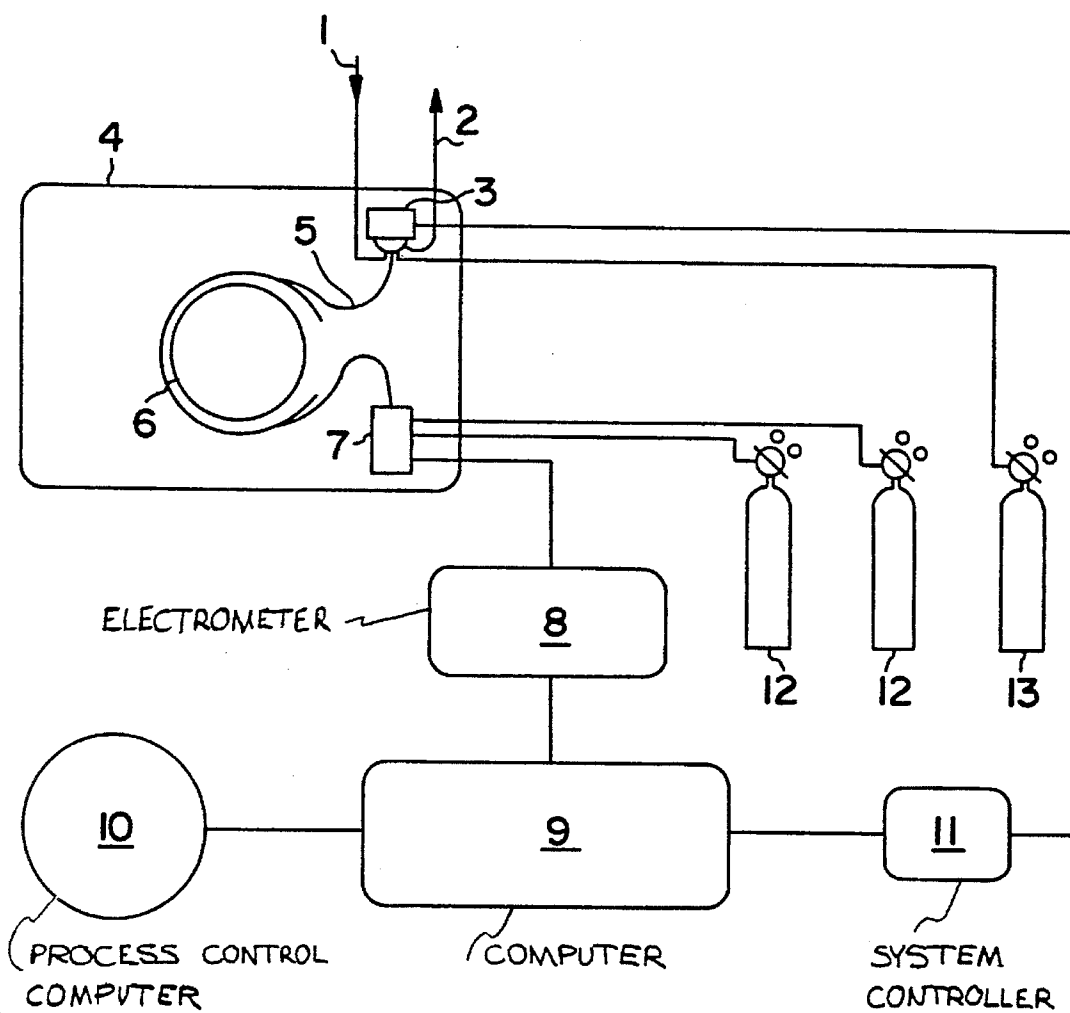 1
2
4
3
5
6
7
ELECTROMETER
8
12
12
13
10
9
11
PROCESS CONTROL
COMPUTER
COMPUTER
SYSTEM
CONTROLLER